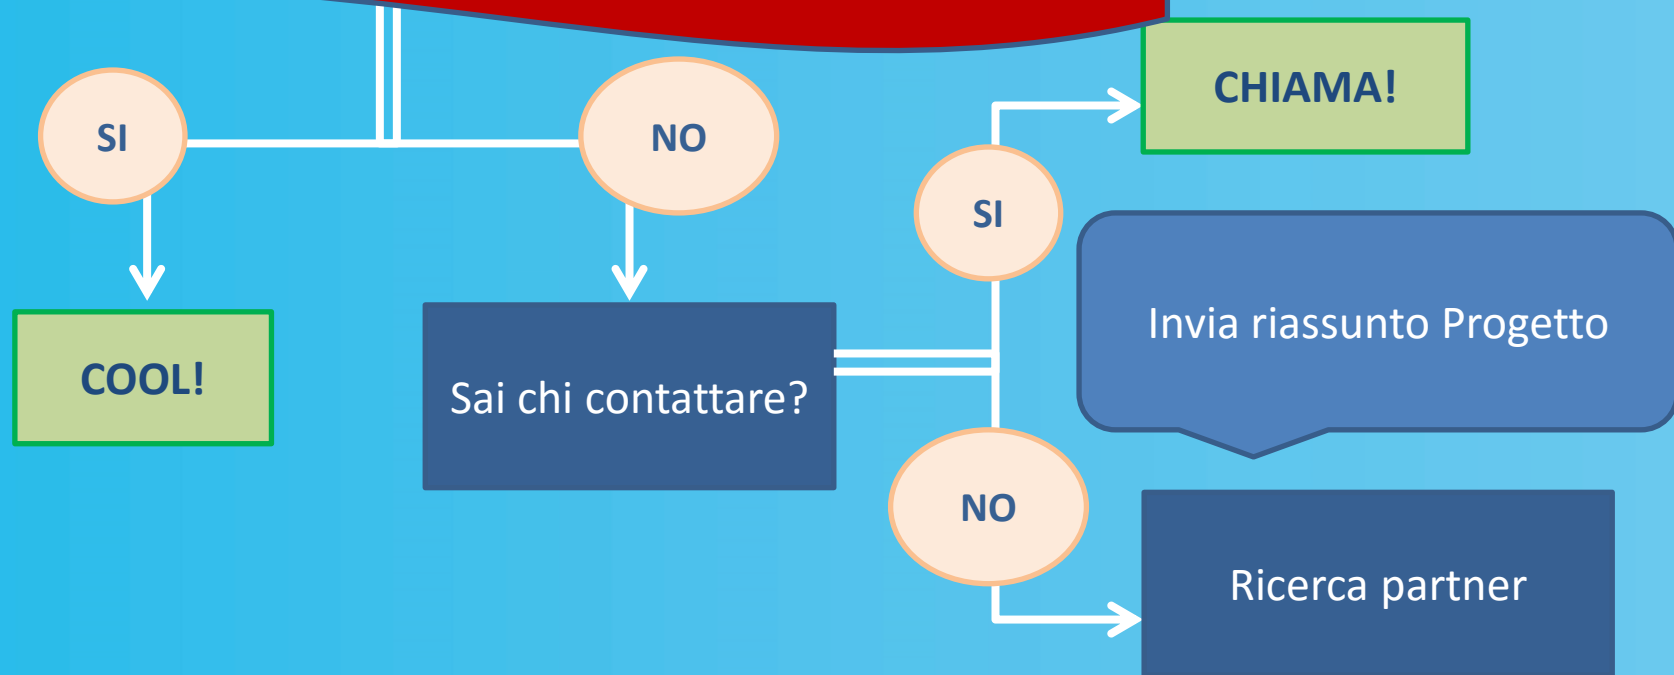 SI
NO
COOL!
Sai chi contattare?
SI
CHIAMA!
NO
Invia riassunto Progetto
Ricerca partner